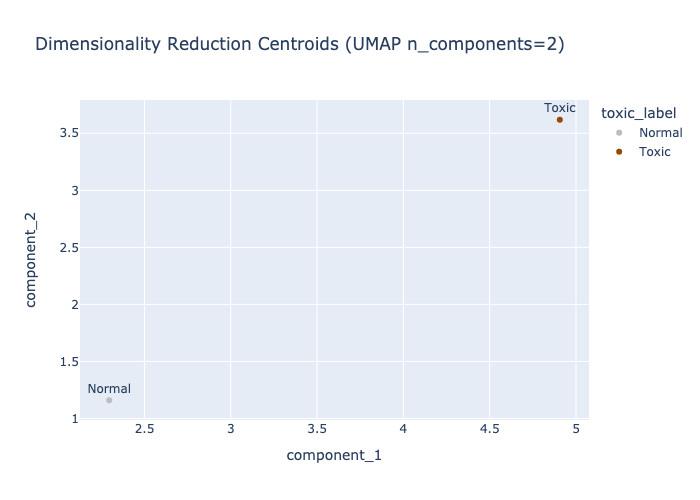 Dimensionality Reduction Centroids (UMAP n_components=2)
toxic_label
Normal
Toxic
Toxic
Normal
3.5
3
2.5
2
1.5
1
2.5
3
3.5
4
4.5
5
component_2
component_1